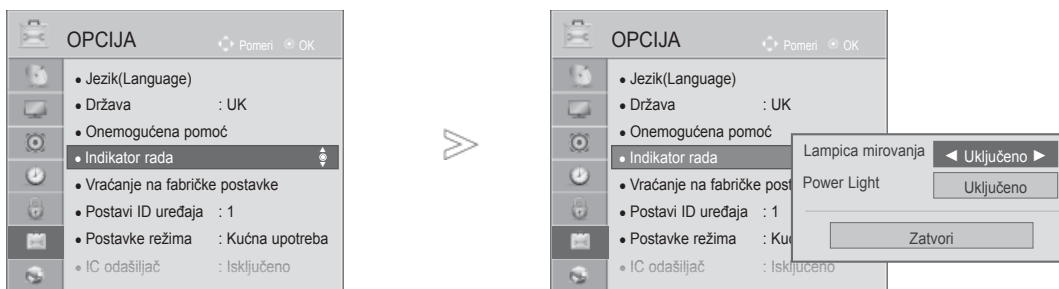 OPCIJA
Pomeri OK
• Jezik(Language)
• Država : UK
• Onemogućena pomoć
• Indikator rada
• Vraćanje na fabričke postavke
• Postavi ID uređaja : 1
• Postavke režima : Kućna upotreba
• IC odašiljač : Isključeno
OPCIJA
Pomeri OK
• Jezik(Language)
• Država : UK
• Onemogućena pomoć
• Indikator rada
• Vraćanje na fabričke post
• Postavi ID uređaja : 1
• Postavke režima : Kuć
• IC odašiljač : Isključeno
Lampica mirovanja ◄ Uključeno ►
Power Light Uključeno
Zatvori